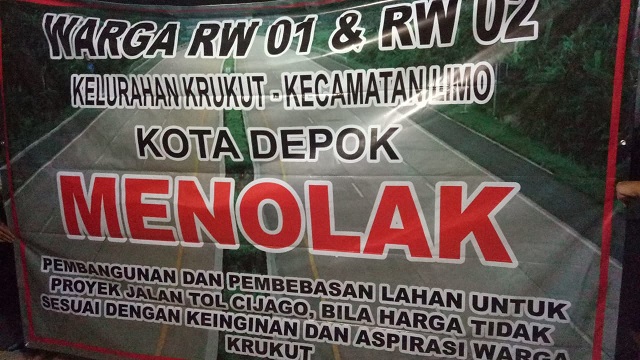 WARGA RW 01 & RW 02
KELURAHAN KRUKUT - KECAMATAN LIMO
KOTA DEPOK
MENOLAK
PEMBANGUNAN DAN PEMBEBASAN LAHAN UNTUK
PROYEK JALAN TOL CIJAGO, BILA HARGA TIDAK
SESUAI DENGAN KEINGINAN DAN ASPIRASI WARGA
KRUKUT